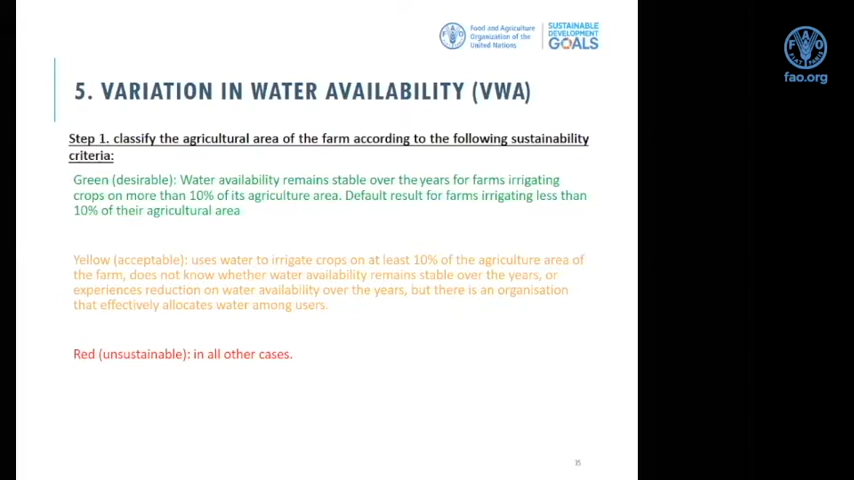 Food and Agriculture
Organization of the
United Nations
SUSTAINABLE
DEVELOPMENT
GOALS
F A O
FIAT PANIS
fao.org
5. VARIATION IN WATER AVAILABILITY (VWA)
Step 1. classify the agricultural area of the farm according to the following sustainability
criteria:
Green (desirable): Water availability remains stable over the years for farms irrigating
crops on more than 10% of its agriculture area. Default result for farms irrigating less than
10% of their agricultural area
Yellow (acceptable): uses water to irrigate crops on at least 10% of the agriculture area of
the farm, does not know whether water availability remains stable over the years, or
experiences reduction on water availability over the years, but there is an organisation
that effectively allocates water among users.
Red (unsustainable): in all other cases.